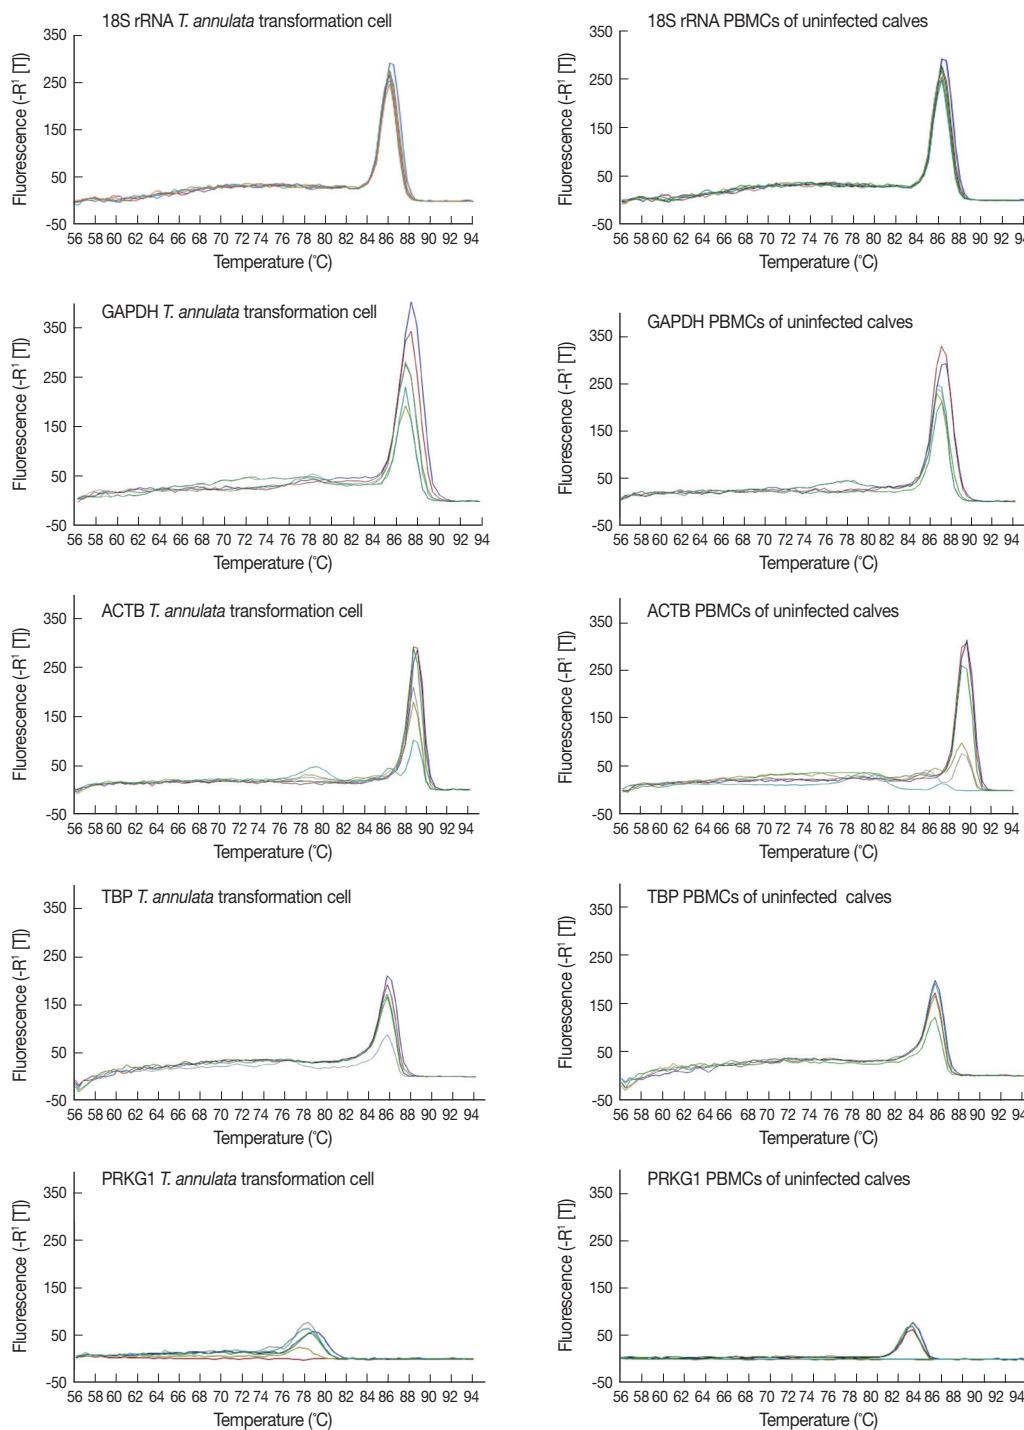 18S rRNA T. annulata transformation cell
Fluorescence (-R¹ [T])
350
250
150
50
-50
56 58 60 62 64 66 68 70 72 74 76 78 80 82 84 86 88 90 92 94
Temperature (°C)
18S rRNA PBMCs of uninfected calves
Fluorescence (-R¹ [T])
350
250
150
50
-50
56 58 60 62 64 66 68 70 72 74 76 78 80 82 84 86 88 90 92 94
Temperature (°C)
GAPDH T. annulata transformation cell
Fluorescence (-R¹ [T])
350
250
150
50
-50
56 58 60 62 64 66 68 70 72 74 76 78 80 82 84 86 88 90 92 94
Temperature (°C)
GAPDH PBMCs of uninfected calves
Fluorescence (-R¹ [T])
350
250
150
50
-50
56 58 60 62 64 66 68 70 72 74 76 78 80 82 84 86 88 90 92 94
Temperature (°C)
ACTB T. annulata transformation cell
Fluorescence (-R¹ [T])
350
250
150
50
-50
56 58 60 62 64 66 68 70 72 74 76 78 80 82 84 86 88 90 92 94
Temperature (°C)
ACTB PBMCs of uninfected calves
Fluorescence (-R¹ [T])
350
250
150
50
-50
56 58 60 62 64 66 68 70 72 74 76 78 80 82 84 86 88 90 92 94
Temperature (°C)
TBP T. annulata transformation cell
Fluorescence (-R¹ [T])
350
250
150
50
-50
56 58 60 62 64 66 68 70 72 74 76 78 80 82 84 86 88 90 92 94
Temperature (°C)
TBP PBMCs of uninfected calves
Fluorescence (-R¹ [T])
350
250
150
50
-50
56 58 60 62 64 66 68 70 72 74 76 78 80 82 84 86 88 90 92 94
Temperature (°C)
PRKG1 T. annulata transformation cell
Fluorescence (-R¹ [T])
350
250
150
50
-50
56 58 60 62 64 66 68 70 72 74 76 78 80 82 84 86 88 90 92 94
Temperature (°C)
PRKG1 PBMCs of uninfected calves
Fluorescence (-R¹ [T])
350
250
150
50
-50
56 58 60 62 64 66 68 70 72 74 76 78 80 82 84 86 88 90 92 94
Temperature (°C)